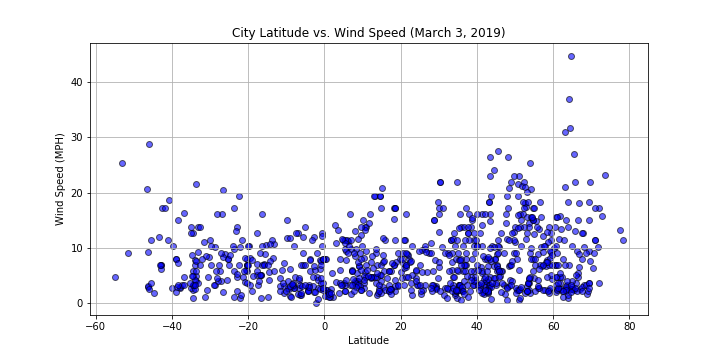 City Latitude vs. Wind Speed (March 3, 2019)
Wind Speed (MPH)
40
30
20
10
0
−60 −40 −20 0 20 40 60 80
Latitude